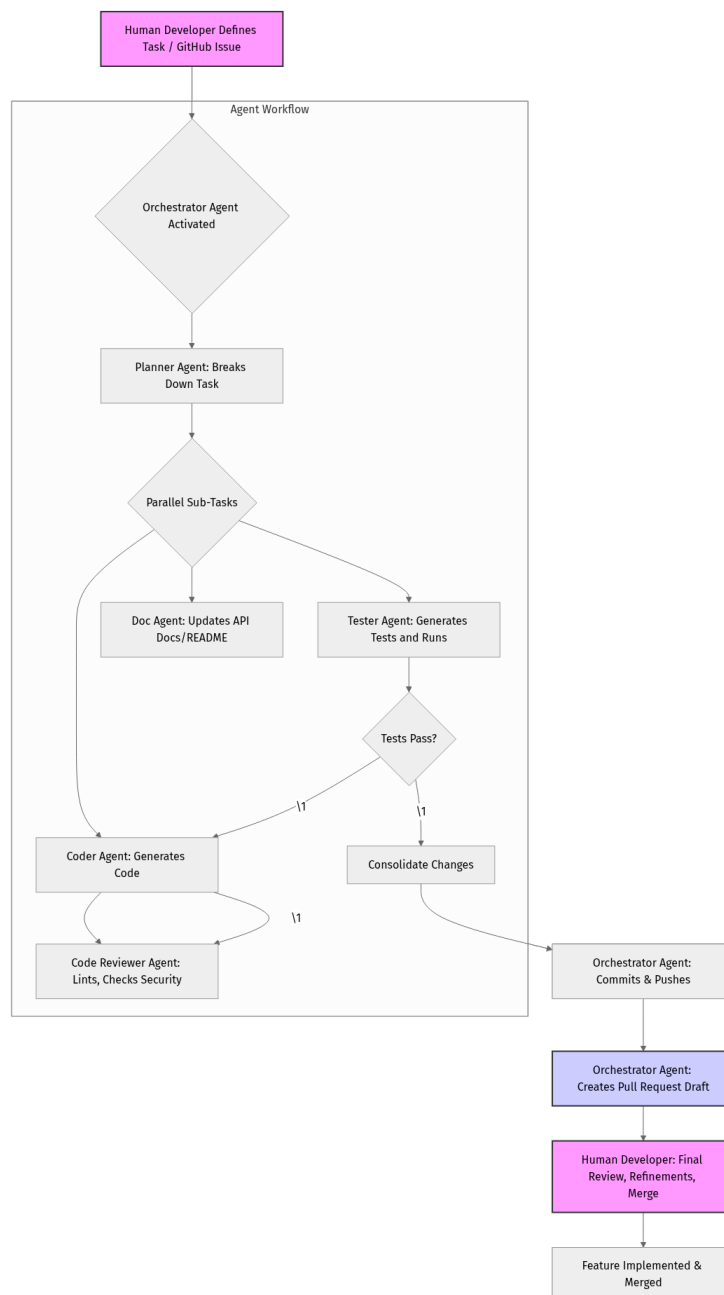 Human Developer Defines
Task / GitHub Issue
Agent Workflow
Orchestrator Agent
Activated
Planner Agent: Breaks
Down Task
Parallel Sub-Tasks
Doc Agent: Updates API
Docs/README
Tester Agent: Generates
Tests and Runs
Tests Pass?
\1
\1
Coder Agent: Generates
Code
Consolidate Changes
\1
Code Reviewer Agent:
Lints, Checks Security
Orchestrator Agent:
Commits & Pushes
Orchestrator Agent:
Creates Pull Request Draft
Human Developer: Final
Review, Refinements,
Merge
Feature Implemented &
Merged